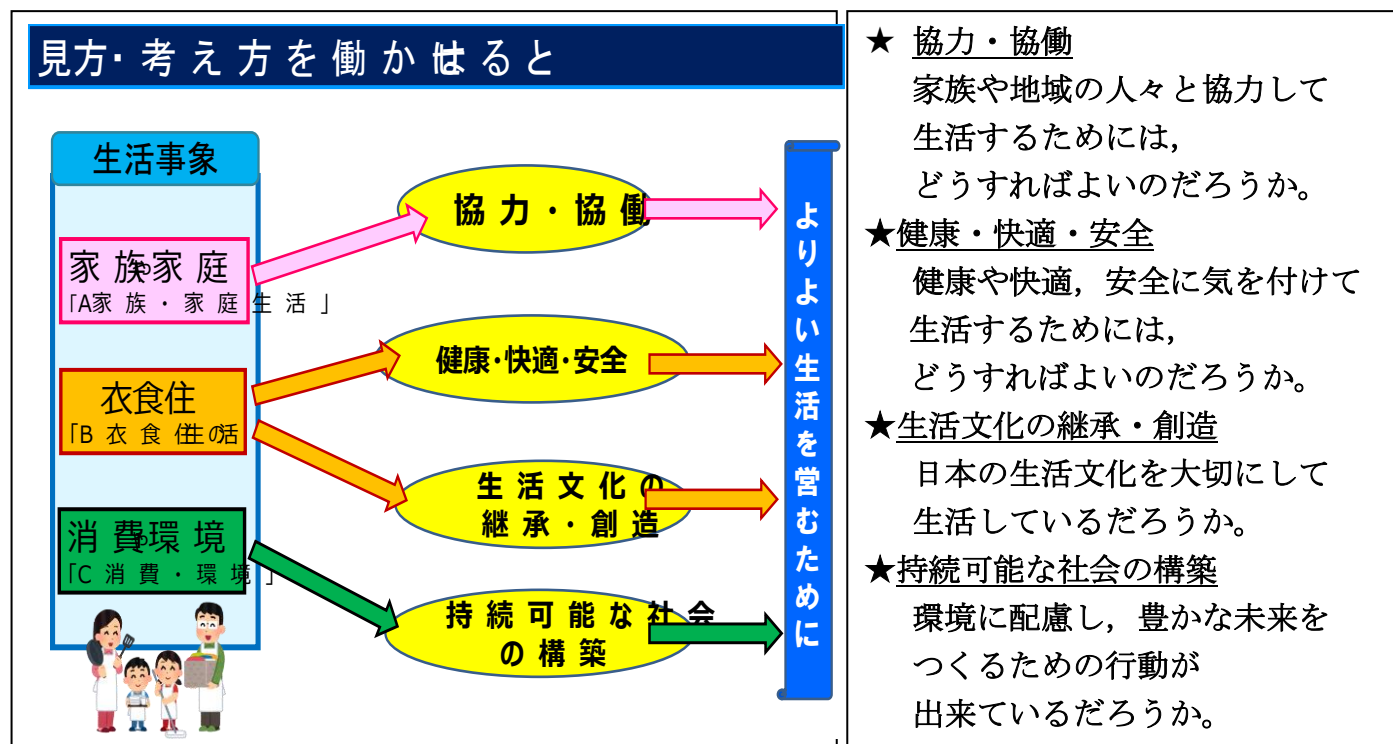 見方・考え方を働かせると
生活事象
家族や家庭
「A家族・家庭生活」
衣食住
「B衣食住の生活
消費や環境
「C消費・環境」
協力・協働
健康・快適・安全
生活文化の
継承・創造
持続可能な社会
の構築
よりよい生活を営むために
★ 協力・協働
家族や地域の人々と協力して
生活するためには,
どうすればよいのだろうか。
★健康・快適・安全
健康や快適,安全に気を付けて
生活するためには,
どうすればよいのだろうか。
★生活文化の継承・創造
日本の生活文化を大切にして
生活しているだろうか。
★持続可能な社会の構築
環境に配慮し,豊かな未来を
つくるための行動が
出来ているだろうか。